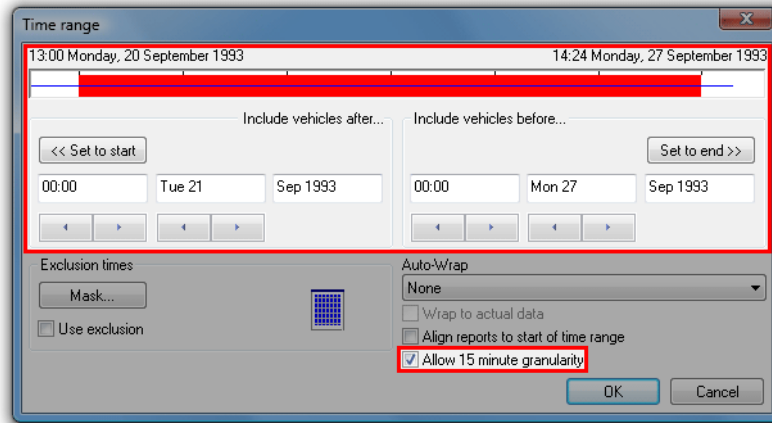 Time range
13:00 Monday, 20 September 1993 14:24 Monday, 27 September 1993
Include vehicles after... Include vehicles before...
<< Set to start Set to end >>
00:00 Tue 21 Sep 1993 00:00 Mon 27 Sep 1993
Exclusion times Auto-Wrap
Mask... None
Wrap to actual data
Use exclusion Align reports to start of time range
Allow 15 minute granularity
OK Cancel